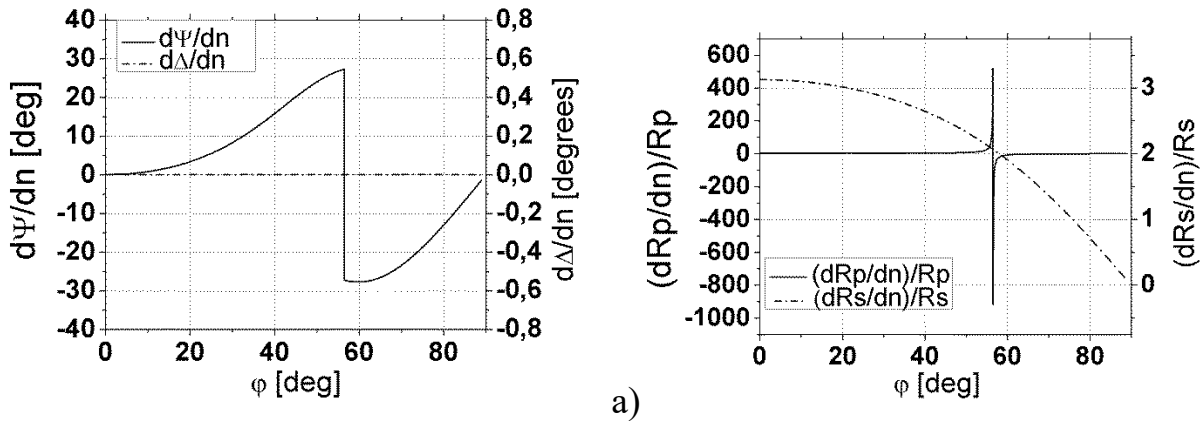 40
30
20
10
0
-10
-20
-30
-40
dΨ/dn [deg]
dΨ/dn
dΔ/dn
0,8
0,6
0,4
0,2
0,0
-0,2
-0,4
-0,6
-0,8
dΔ/dn [degrees]
0 20 40 60 80
φ [deg]
a)
600
400
200
0
-200
-400
-600
-800
-1000
(dRp/dn)/Rp
(dRp/dn)/Rp
(dRs/dn)/Rs
3
2
1
0
(dRs/dn)/Rs
0 20 40 60 80
φ [deg]